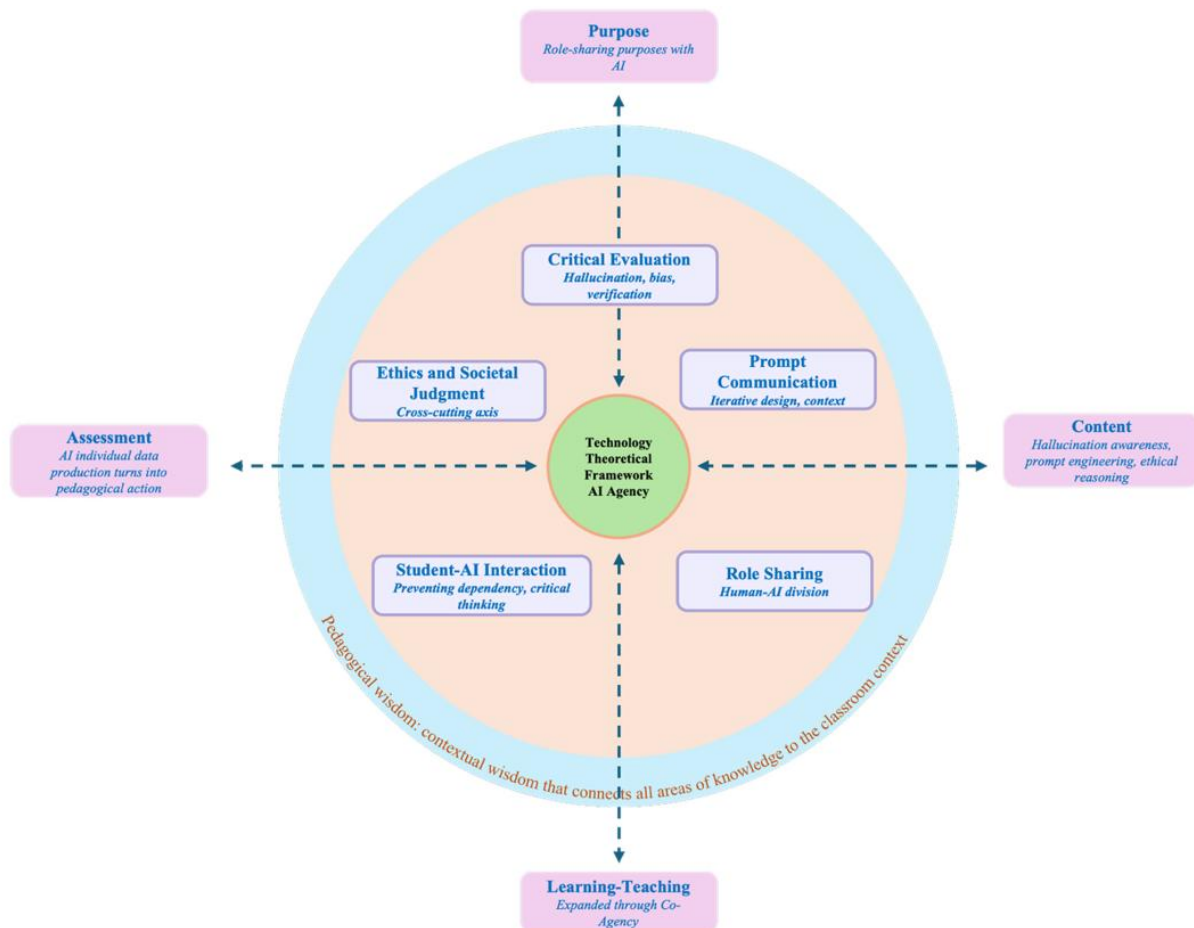 Purpose
Role-sharing purposes with
AI
Critical Evaluation
Hallucination, bias,
verification
Ethics and Societal
Judgment
Cross-cutting axis
Prompt
Communication
Iterative design, context
Assessment
AI individual data
production turns into
pedagogical action
Technology
Theoretical
Framework
AI Agency
Content
Hallucination awareness,
prompt engineering, ethical
reasoning
Student-AI Interaction
Preventing dependency, critical
thinking
Role Sharing
Human-AI division
Pedagogical wisdom: contextual wisdom that connects all areas of knowledge to the classroom context
Learning-Teaching
Expanded through Co-
Agency